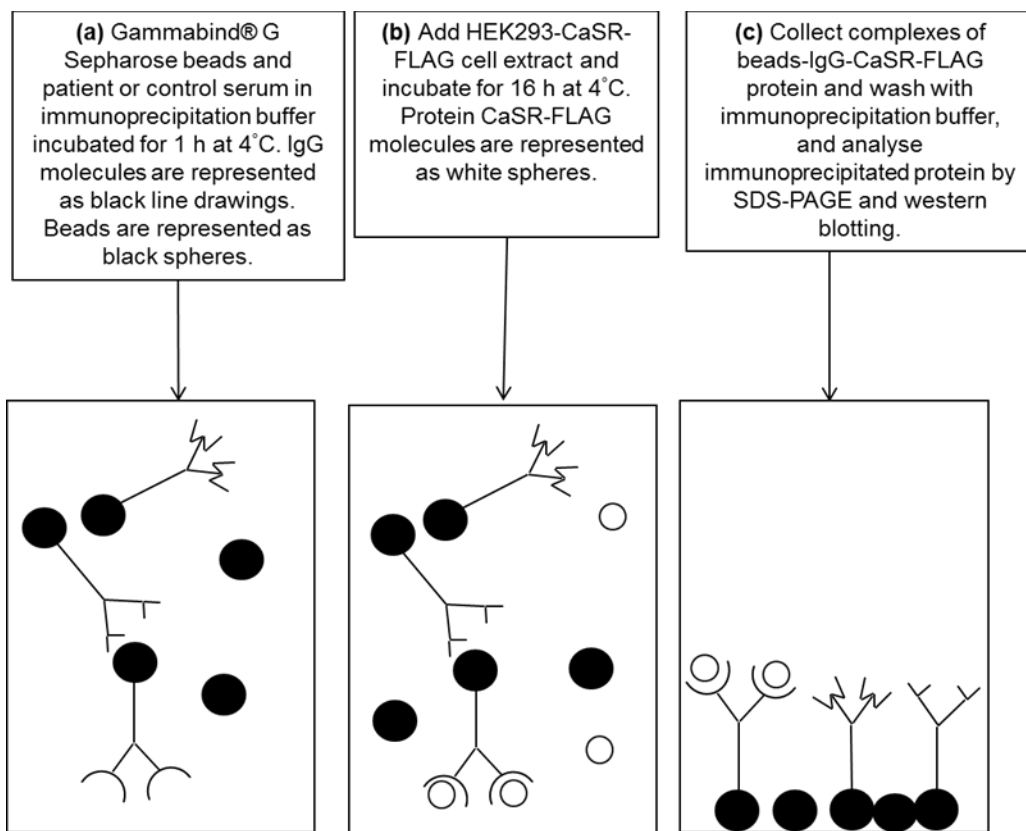 (a) Gammabind® G
Sepharose beads and
patient or control serum in
immunoprecipitation buffer
incubated for 1 h at 4˚C. IgG
molecules are represented
as black line drawings.
Beads are represented as
black spheres.
(b) Add HEK293-CaSR-
FLAG cell extract and
incubate for 16 h at 4˚C.
Protein CaSR-FLAG
molecules are represented
as white spheres.
(c) Collect complexes of
beads-IgG-CaSR-FLAG
protein and wash with
immunoprecipitation buffer,
and analyse
immunoprecipitated protein by
SDS-PAGE and western
blotting.